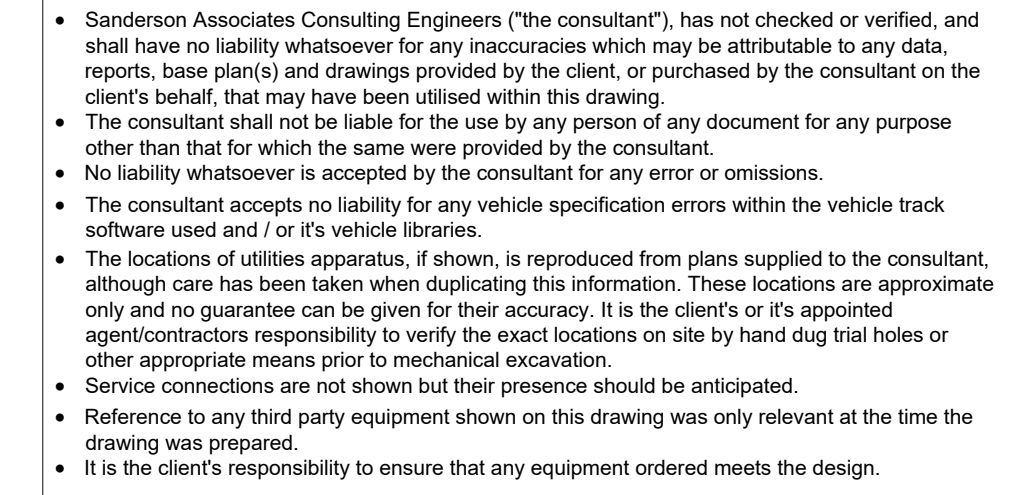 • Sanderson Associates Consulting Engineers ("the consultant"), has not checked or verified, and
shall have no liability whatsoever for any inaccuracies which may be attributable to any data,
reports, base plan(s) and drawings provided by the client, or purchased by the consultant on the
client's behalf, that may have been utilised within this drawing.
• The consultant shall not be liable for the use by any person of any document for any purpose
other than that for which the same were provided by the consultant.
• No liability whatsoever is accepted by the consultant for any error or omissions.
• The consultant accepts no liability for any vehicle specification errors within the vehicle track
software used and / or it's vehicle libraries.
• The locations of utilities apparatus, if shown, is reproduced from plans supplied to the consultant,
although care has been taken when duplicating this information. These locations are approximate
only and no guarantee can be given for their accuracy. It is the client's or it's appointed
agent/contractors responsibility to verify the exact locations on site by hand dug trial holes or
other appropriate means prior to mechanical excavation.
• Service connections are not shown but their presence should be anticipated.
• Reference to any third party equipment shown on this drawing was only relevant at the time the
drawing was prepared.
• It is the client's responsibility to ensure that any equipment ordered meets the design.